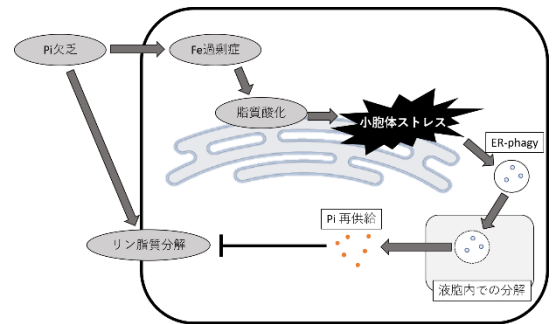 Pi欠乏
Fe過剰症
脂質酸化
小胞体ストレス
ER-phagy
Pi 再供給
リン脂質分解
液胞内での分解